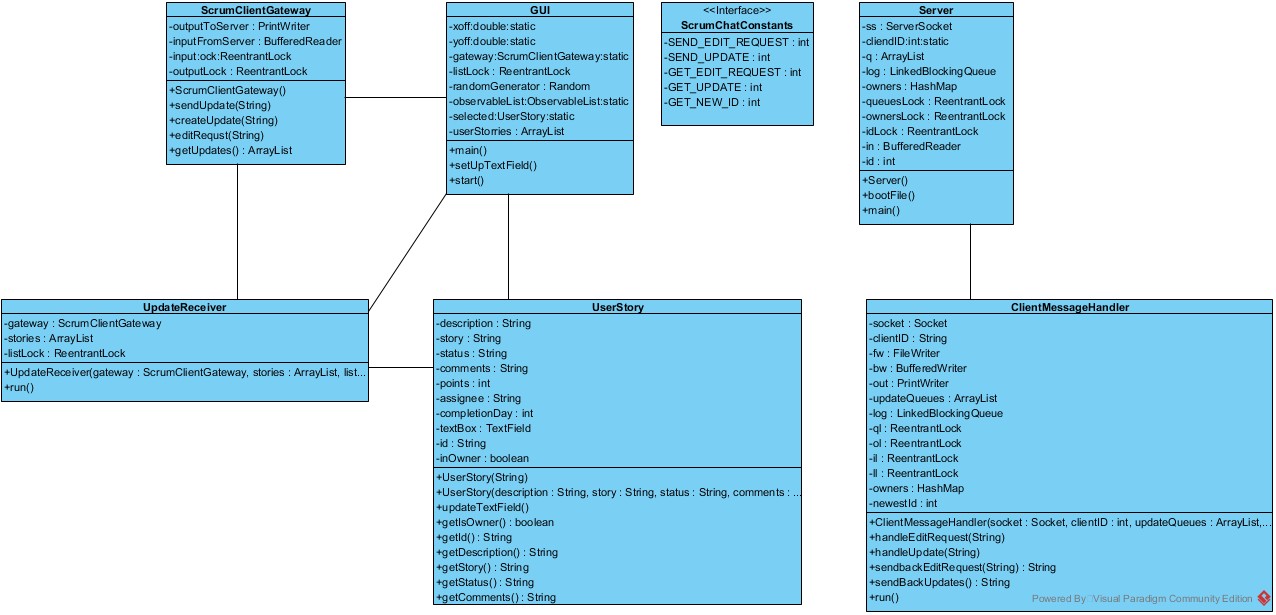 ScrumClientGateway
-outputToServer : PrintWriter
-inputFromServer : BufferedReader
-input:ock:ReentrantLock
-outputLock : ReentrantLock
+ScrumClientGateway()
+sendUpdate(String)
+createUpdate(String)
+editRequst(String)
+getUpdates() : ArrayList
GUI
-xoff:double:static
-yoff:double:static
-gateway:ScrumClientGateway:static
-listLock : ReentrantLock
-randomGenerator : Random
-observableList:ObservableList:static
-selected:UserStory:static
-userStorries : ArrayList
+main()
+setUpTextField()
+start()
<<Interface>>
ScrumChatConstants
-SEND_EDIT_REQUEST : int
-SEND_UPDATE : int
-GET_EDIT_REQUEST : int
-GET_UPDATE : int
-GET_NEW_ID : int
Server
-ss : ServerSocket
-cliendID:int:static
-q : ArrayList
-log : LinkedBlockingQueue
-owners : HashMap
-queuesLock : ReentrantLock
-ownersLock : ReentrantLock
-idLock : ReentrantLock
-in : BufferedReader
-id : int
+Server()
+bootFile()
+main()
UpdateReceiver
-gateway : ScrumClientGateway
-stories : ArrayList
-listLock : ReentrantLock
+UpdateReceiver(gateway : ScrumClientGateway, stories : ArrayList, list...
+run()
UserStory
-description : String
-story : String
-status : String
-comments : String
-points : int
-assignee : String
-completionDay : int
-textBox : TextField
-id : String
-inOwner : boolean
+UserStory(String)
+UserStory(description : String, story : String, status : String, comments : ...
+updateTextField()
+getIsOwner() : boolean
+getId() : String
+getDescription() : String
+getStory() : String
+getStatus() : String
+getComments() : String
ClientMessageHandler
-socket : Socket
-clientID : String
-fw : FileWriter
-bw : BufferedWriter
-out : PrintWriter
-updateQueues : ArrayList
-log : LinkedBlockingQueue
-ql : ReentrantLock
-ol : ReentrantLock
-il : ReentrantLock
-ll : ReentrantLock
-owners : HashMap
-newestId : int
+ClientMessageHandler(socket : Socket, clientID : int, updateQueues : ArrayList,...
+handleEditRequest(String)
+handleUpdate(String)
+sendbackEditRequest(String) : String
+sendBackUpdates() : String
+run()
Powered By Visual Paradigm Community Edition